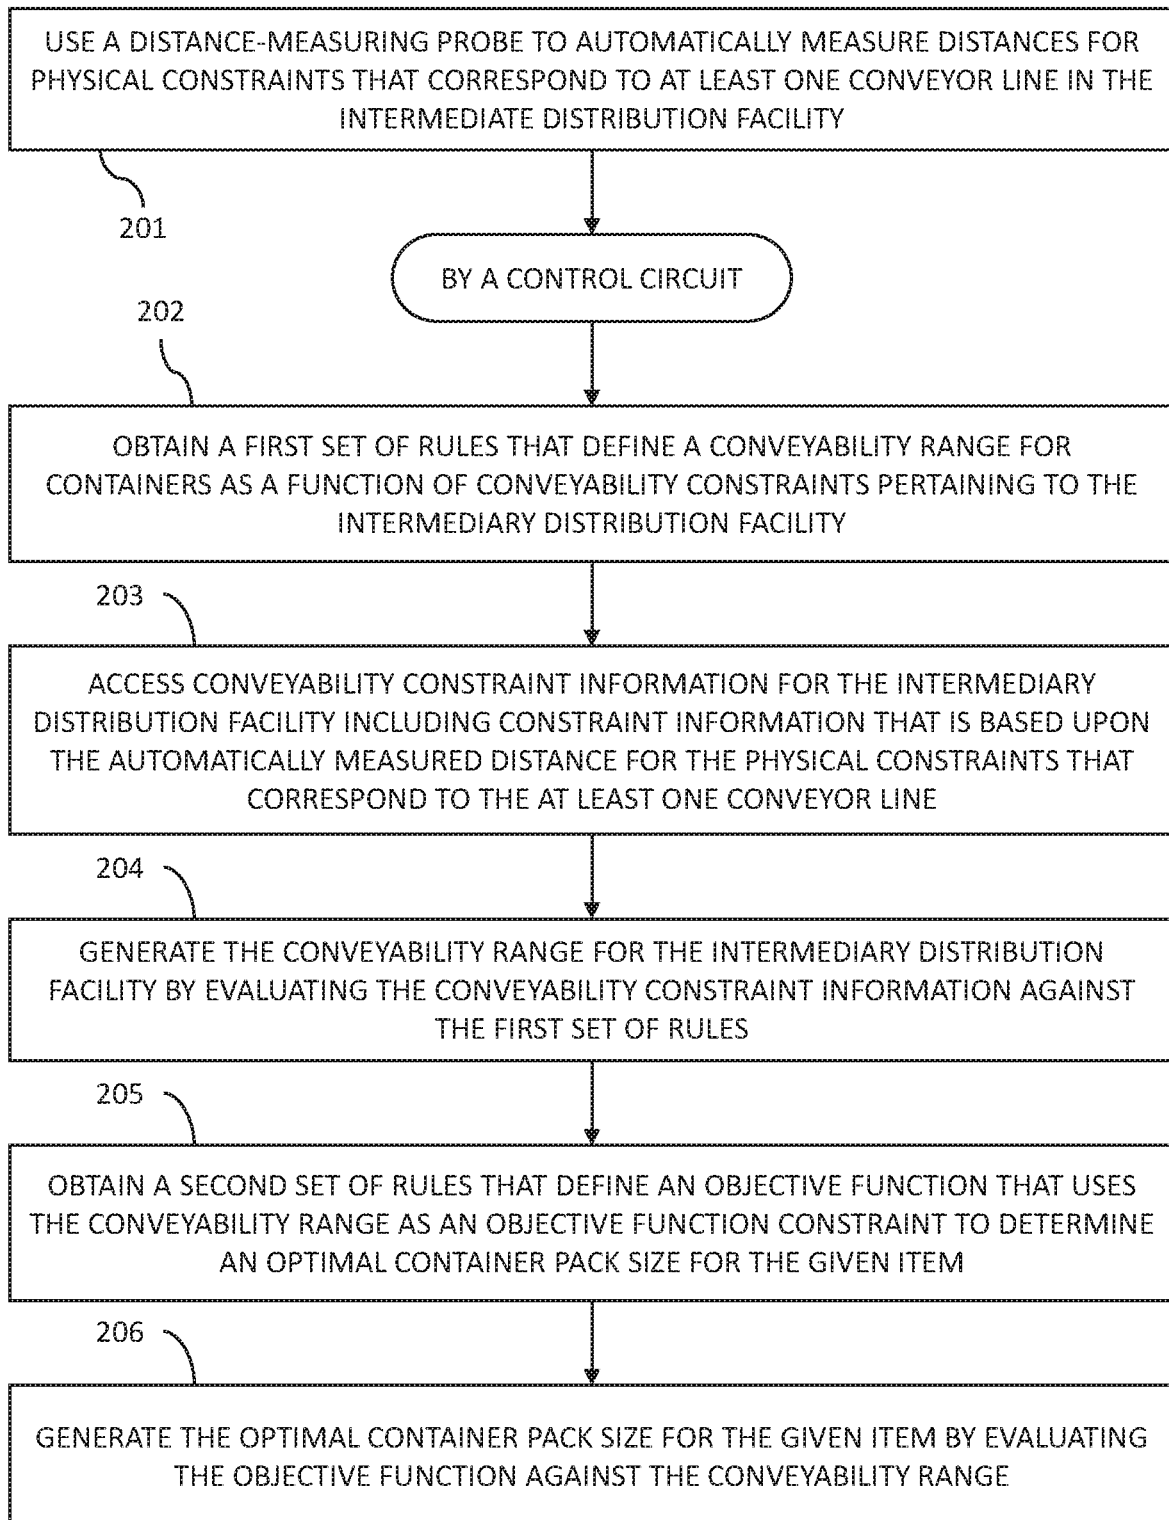 USE A DISTANCE-MEASURING PROBE TO AUTOMATICALLY MEASURE DISTANCES FOR
PHYSICAL CONSTRAINTS THAT CORRESPOND TO AT LEAST ONE CONVEYOR LINE IN THE
INTERMEDIATE DISTRIBUTION FACILITY
201
BY A CONTROL CIRCUIT
202
OBTAIN A FIRST SET OF RULES THAT DEFINE A CONVEYABILITY RANGE FOR
CONTAINERS AS A FUNCTION OF CONVEYABILITY CONSTRAINTS PERTAINING TO THE
INTERMEDIARY DISTRIBUTION FACILITY
203
ACCESS CONVEYABILITY CONSTRAINT INFORMATION FOR THE INTERMEDIARY
DISTRIBUTION FACILITY INCLUDING CONSTRAINT INFORMATION THAT IS BASED UPON
THE AUTOMATICALLY MEASURED DISTANCE FOR THE PHYSICAL CONSTRAINTS THAT
CORRESPOND TO THE AT LEAST ONE CONVEYOR LINE
204
GENERATE THE CONVEYABILITY RANGE FOR THE INTERMEDIARY DISTRIBUTION
FACILITY BY EVALUATING THE CONVEYABILITY CONSTRAINT INFORMATION AGAINST
THE FIRST SET OF RULES
205
OBTAIN A SECOND SET OF RULES THAT DEFINE AN OBJECTIVE FUNCTION THAT USES
THE CONVEYABILITY RANGE AS AN OBJECTIVE FUNCTION CONSTRAINT TO DETERMINE
AN OPTIMAL CONTAINER PACK SIZE FOR THE GIVEN ITEM
206
GENERATE THE OPTIMAL CONTAINER PACK SIZE FOR THE GIVEN ITEM BY EVALUATING
THE OBJECTIVE FUNCTION AGAINST THE CONVEYABILITY RANGE